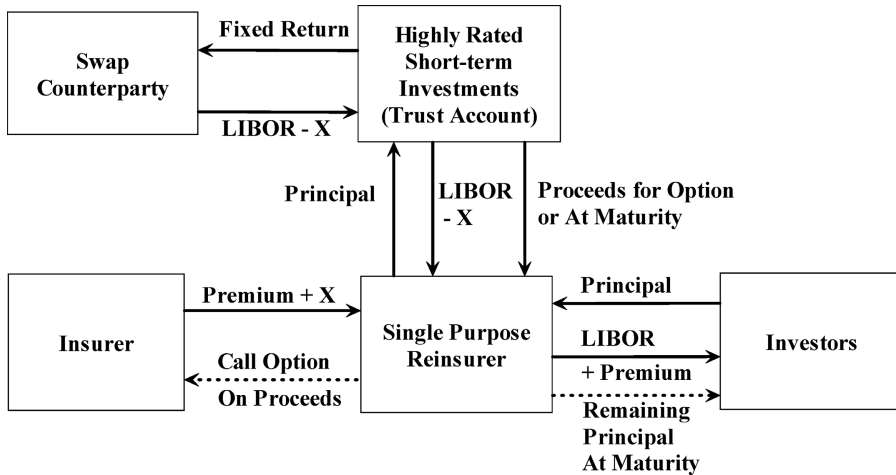 Fixed Return
Swap
Counterparty
LIBOR - X
Highly Rated
Short-term
Investments
(Trust Account)
Principal
LIBOR
- X
Proceeds for Option
or At Maturity
Insurer
Premium + X
Call Option
On Proceeds
Single Purpose
Reinsurer
Principal
LIBOR
+ Premium
Remaining
Principal
At Maturity
Investors